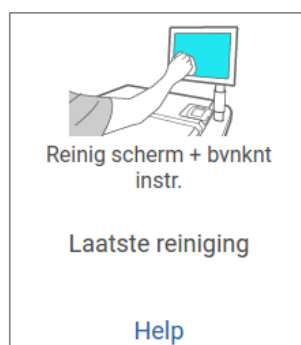 Reinig scherm + bvnknt
instr.
Laatste reiniging
Help